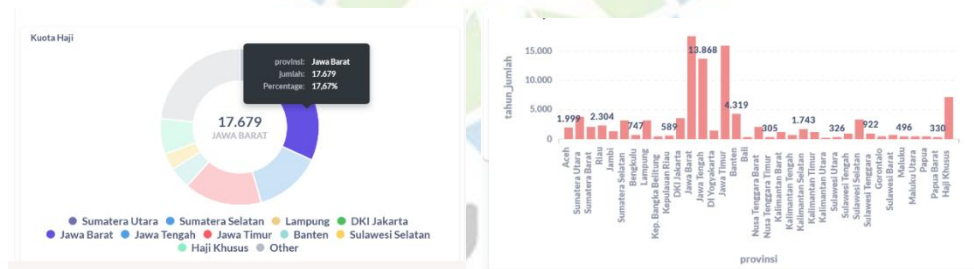 Kuota Haji
provinsi: Jawa Barat
jumlah: 17.679
Percentage: 17,67%
17.679
JAWA BARAT
Sumatera Utara Sumatera Selatan Lampung DKI Jakarta
Jawa Barat Jawa Tengah Jawa Timur Banten Sulawesi Selatan
Haji Khusus Other
tahun_jumlah
15.000
10.000
5.000
0
1.999
2.304
747
589
13.868
4.319
305
1.743
326
922
496
330
Aceh
Sumatera Utara
Sumatera Barat
Riau
Jambi
Sumatera Selatan
Bengkulu
Lampung
Kep. Bangka Belitung
Kepulauan Riau
DKI Jakarta
Jawa Barat
Jawa Tengah
DI Yogyakarta
Jawa Timur
Banten
Bali
Nusa Tenggara Barat
Nusa Tenggara Timur
Kalimantan Barat
Kalimantan Tengah
Kalimantan Selatan
Kalimantan Timur
Kalimantan Utara
Sulawesi Utara
Sulawesi Tengah
Sulawesi Selatan
Sulawesi Tenggara
Gorontalo
Sulawesi Barat
Maluku
Maluku Utara
Papua
Papua Barat
Haji Khusus
provinsi